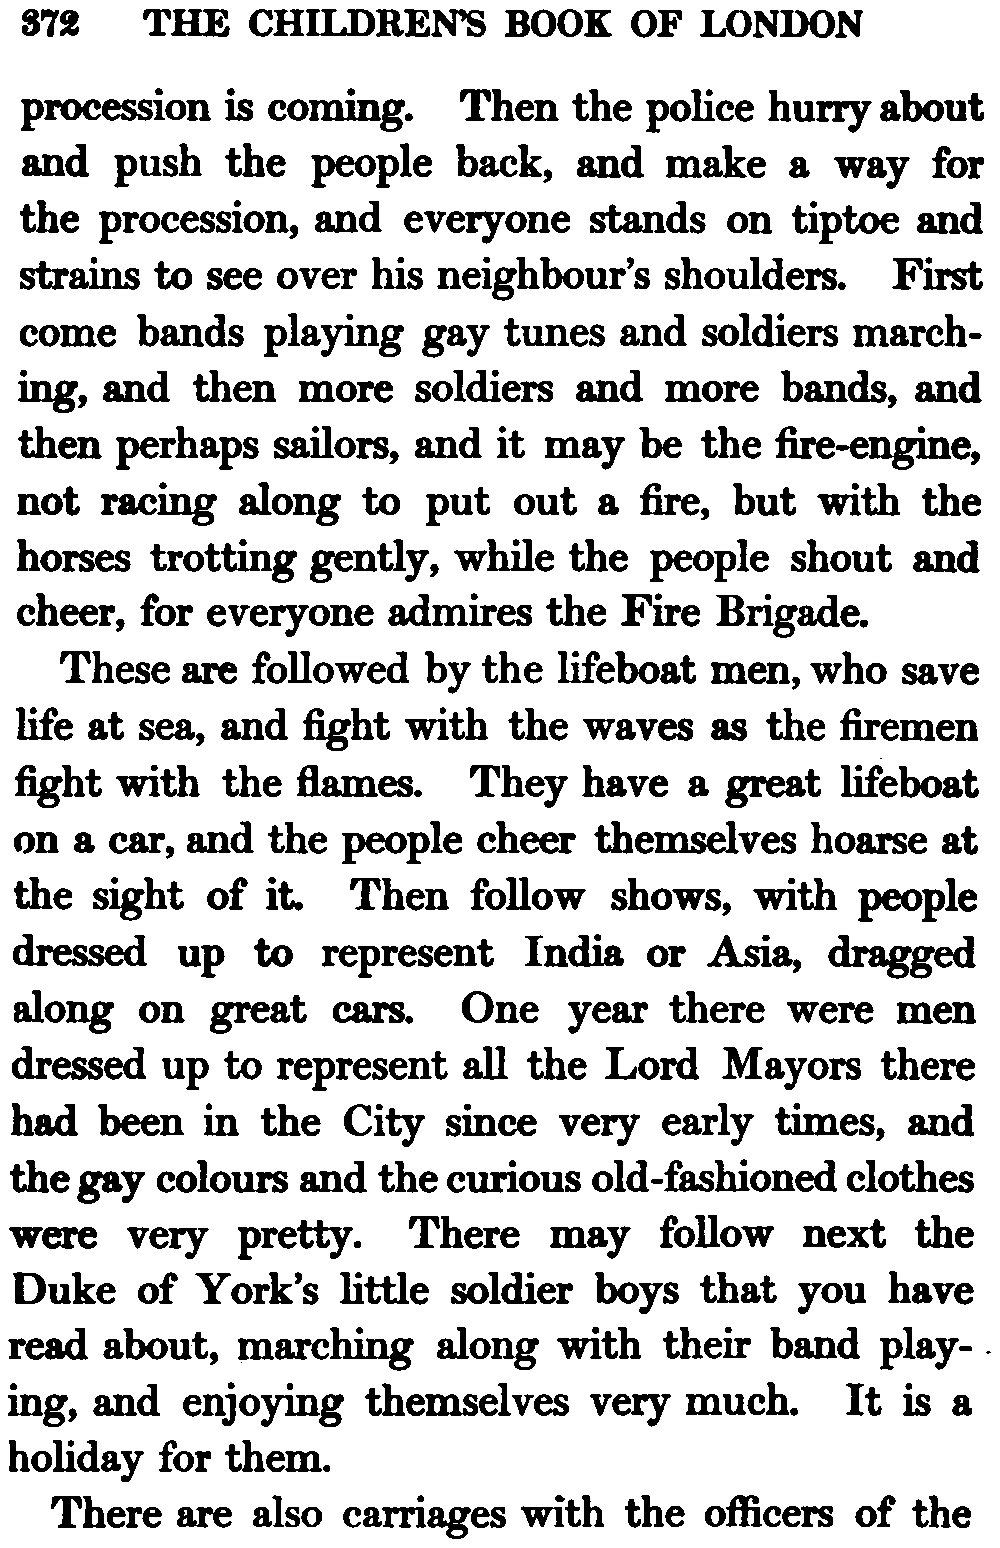 372 THE CHILDREN'S BOOK OF LONDON
procession is coming. Then the police hurry about
and push the people back, and make a way for
the procession, and everyone stands on tiptoe and
strains to see over his neighbour's shoulders. First
come bands playing gay tunes and soldiers march-
ing, and then more soldiers and more bands, and
then perhaps sailors, and it may be the fire-engine,
not racing along to put out a fire, but with the
horses trotting gently, while the people shout and
cheer, for everyone admires the Fire Brigade.
These are followed by the lifeboat men, who save
life at sea, and fight with the waves as the firemen
fight with the flames. They have a great lifeboat
on a car, and the people cheer themselves hoarse at
the sight of it. Then follow shows, with people
dressed up to represent India or Asia, dragged
along on great cars. One year there were men
dressed up to represent all the Lord Mayors there
had been in the City since very early times, and
the gay colours and the curious old-fashioned clothes
were very pretty. There may follow next the
Duke of York's little soldier boys that you have
read about, marching along with their band play-
ing, and enjoying themselves very much. It is a
holiday for them.
There are also carriages with the officers of the